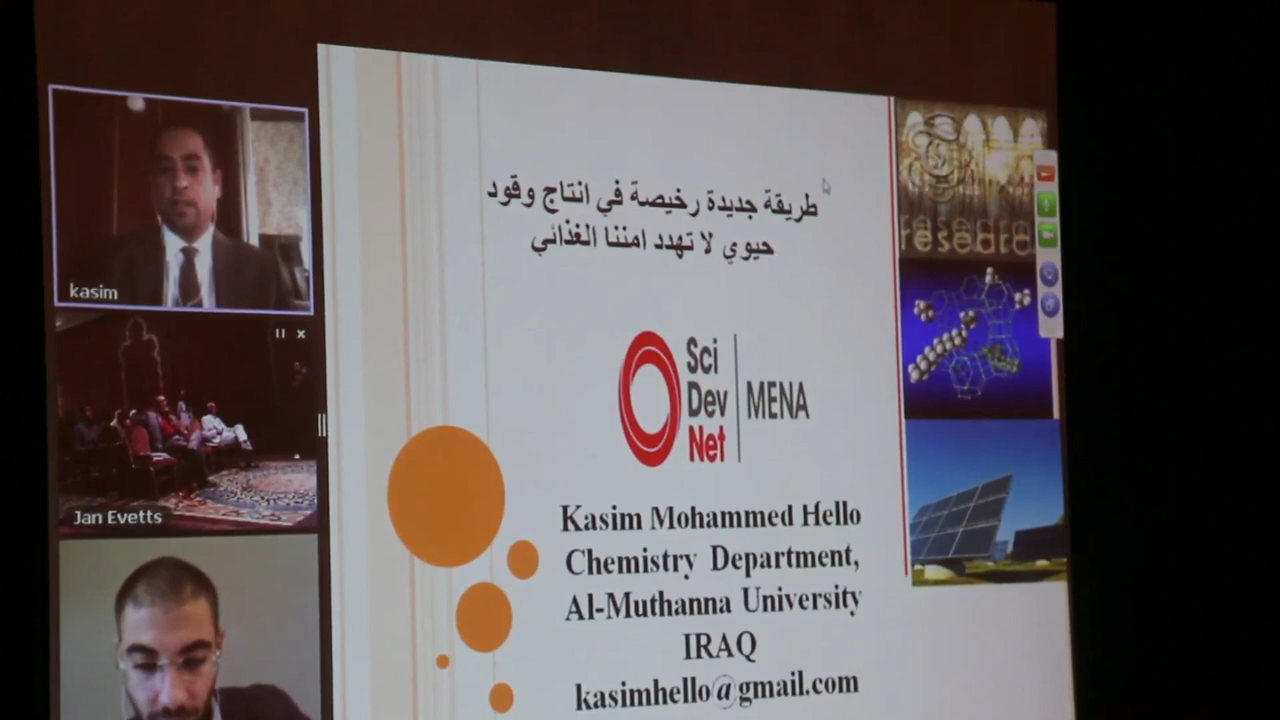 kasim
Jan Evetts
طريقة جديدة رخيصة في انتاج وقود
حيوي لا تهدد امننا الغذائي
Sci
Dev
Net
MENA
Kasim Mohammed Hello
Chemistry Department,
Al-Muthanna University
IRAQ
kasimhello@gmail.com
researc